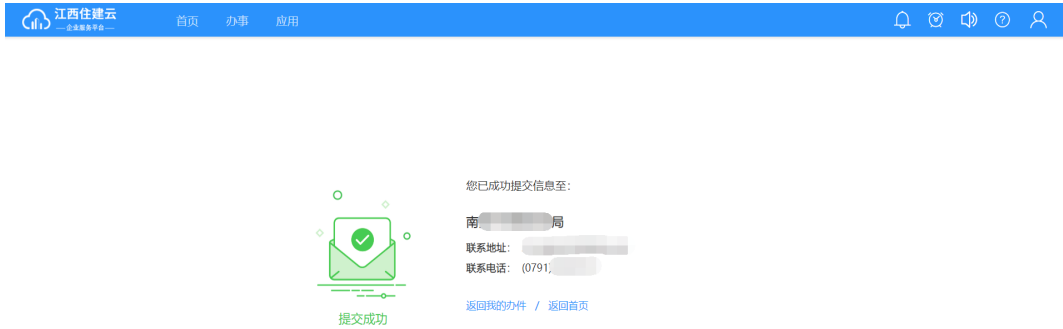 江西住建云
企业服务平台
首页 办事 应用
您已成功提交信息至：
南 局
联系地址：
联系电话： (0791)
返回我的办件 / 返回首页
提交成功